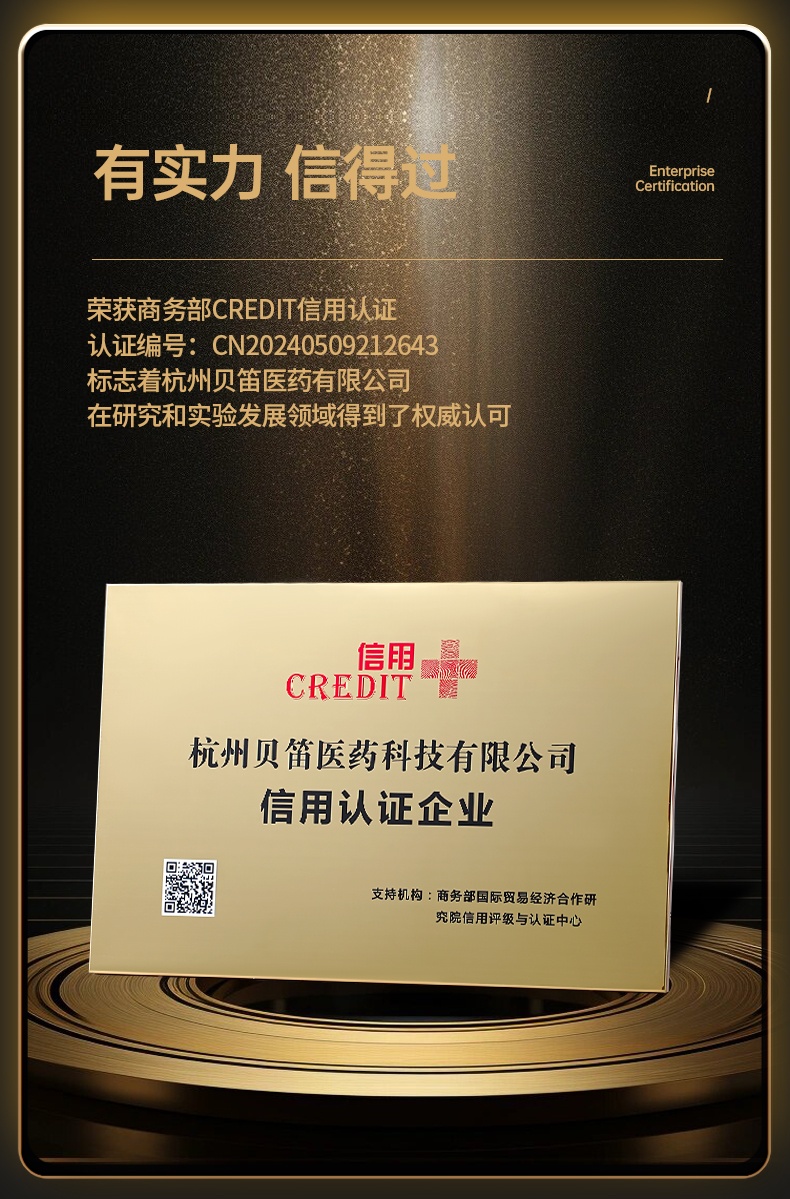 有实力 信得过
Enterprise
Certification
荣获商务部CREDIT信用认证
认证编号：CN20240509212643
标志着杭州贝笛医药有限公司
在研究和实验发展领域得到了权威认可
信用
CREDIT
杭州贝笛医药科技有限公司
信用认证企业
支持机构：商务部国际贸易经济合作研
究院信用评级与认证中心